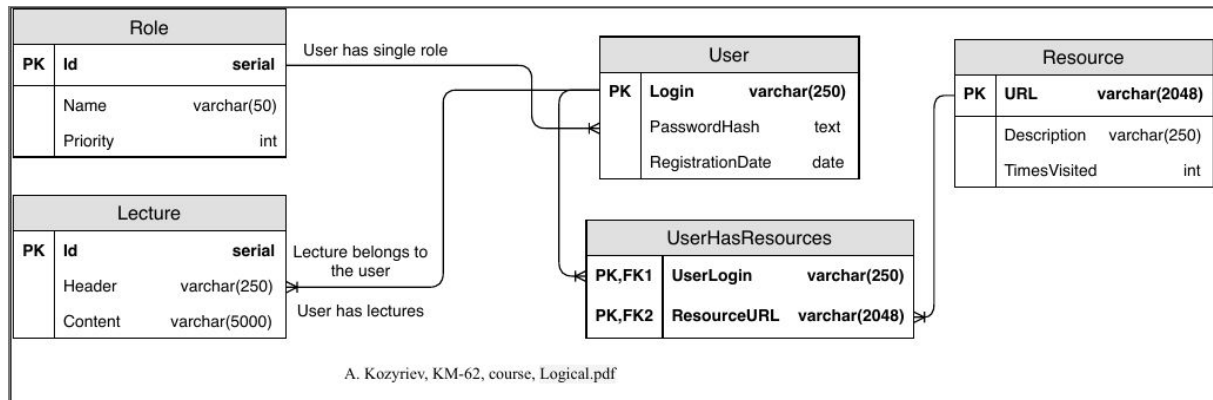 Role
PK Id serial
Name varchar(50)
Priority int
User has single role
User
PK Login varchar(250)
PasswordHash text
RegistrationDate date
Resource
PK URL varchar(2048)
Description varchar(250)
TimesVisited int
Lecture
PK Id serial
Header varchar(250)
Content varchar(5000)
Lecture belongs to
the user
User has lectures
UserHasResources
PK,FK1 UserLogin varchar(250)
PK,FK2 ResourceURL varchar(2048)
A. Kozyriev, KM-62, course, Logical.pdf